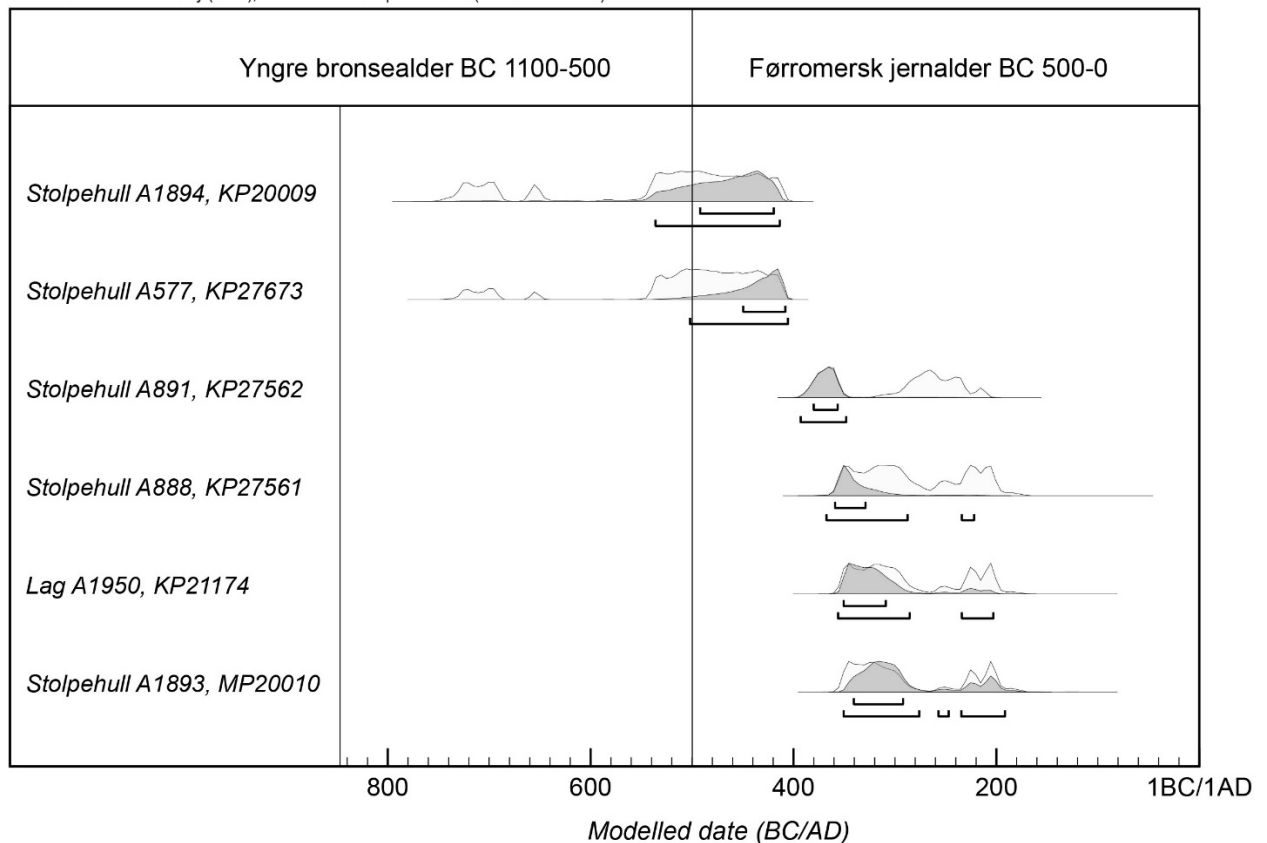 Yngre bronsealder BC 1100-500
Førromersk jernalder BC 500-0
Stolpehull A1894, KP20009
Stolpehull A577, KP27673
Stolpehull A891, KP27562
Stolpehull A888, KP27561
Lag A1950, KP21174
Stolpehull A1893, MP20010
800 600 400 200 1BC/1AD
Modelled date (BC/AD)